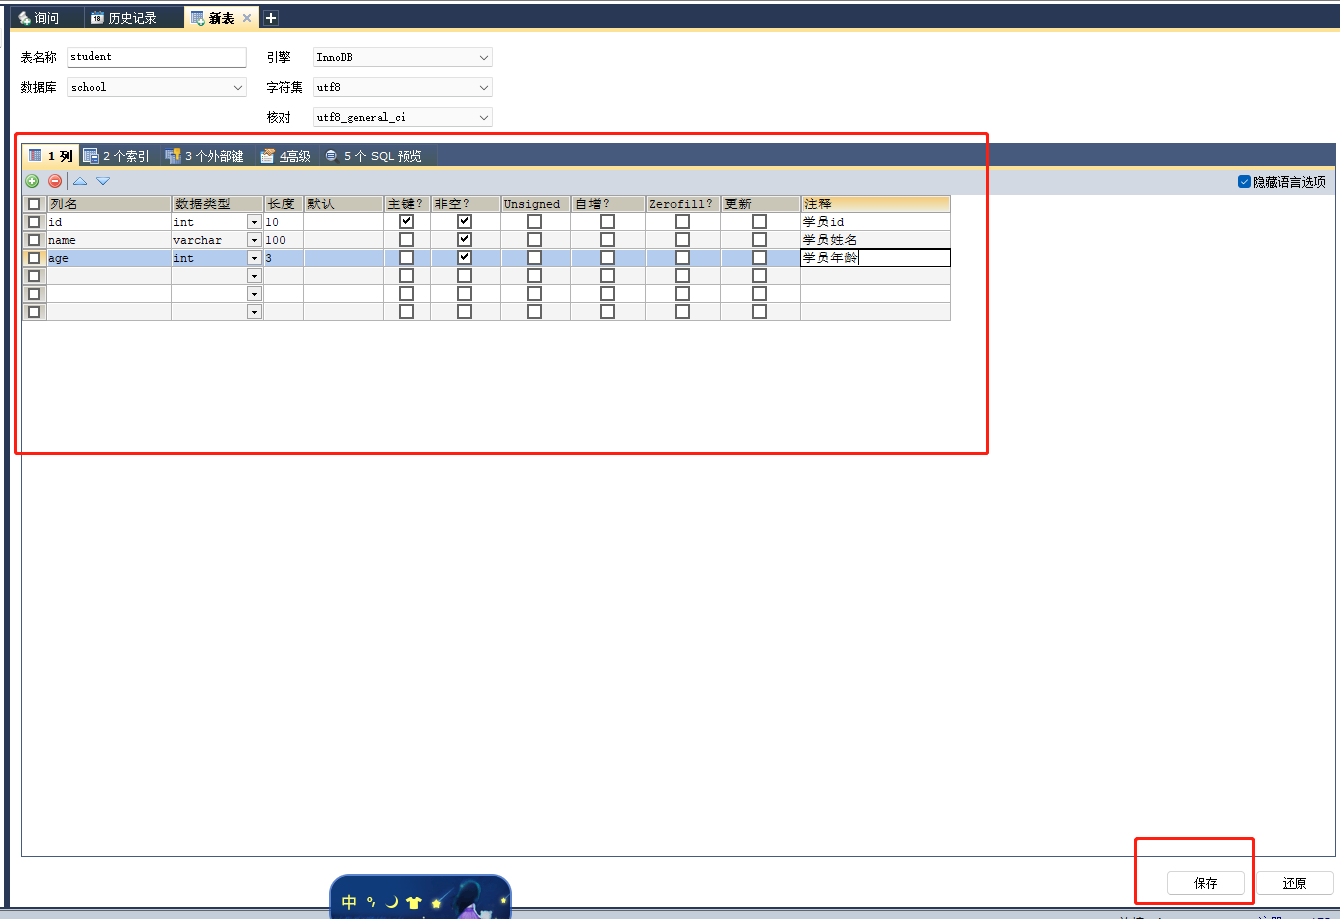 询问 历史记录 新表
表名称 student 引擎 InnoDB
数据库 school 字符集 utf8
核对 utf8_general_ci
1 列 2 个索引 3 个外部键 4高级 5 个 SQL 预览
隐藏语言选项
列名 数据类型 长度 默认 主键? 非空? Unsigned 自增? Zerofill? 更新 注释
id int 10 学员id
name varchar 100 学员姓名
age int 3 学员年龄
保存 还原
中